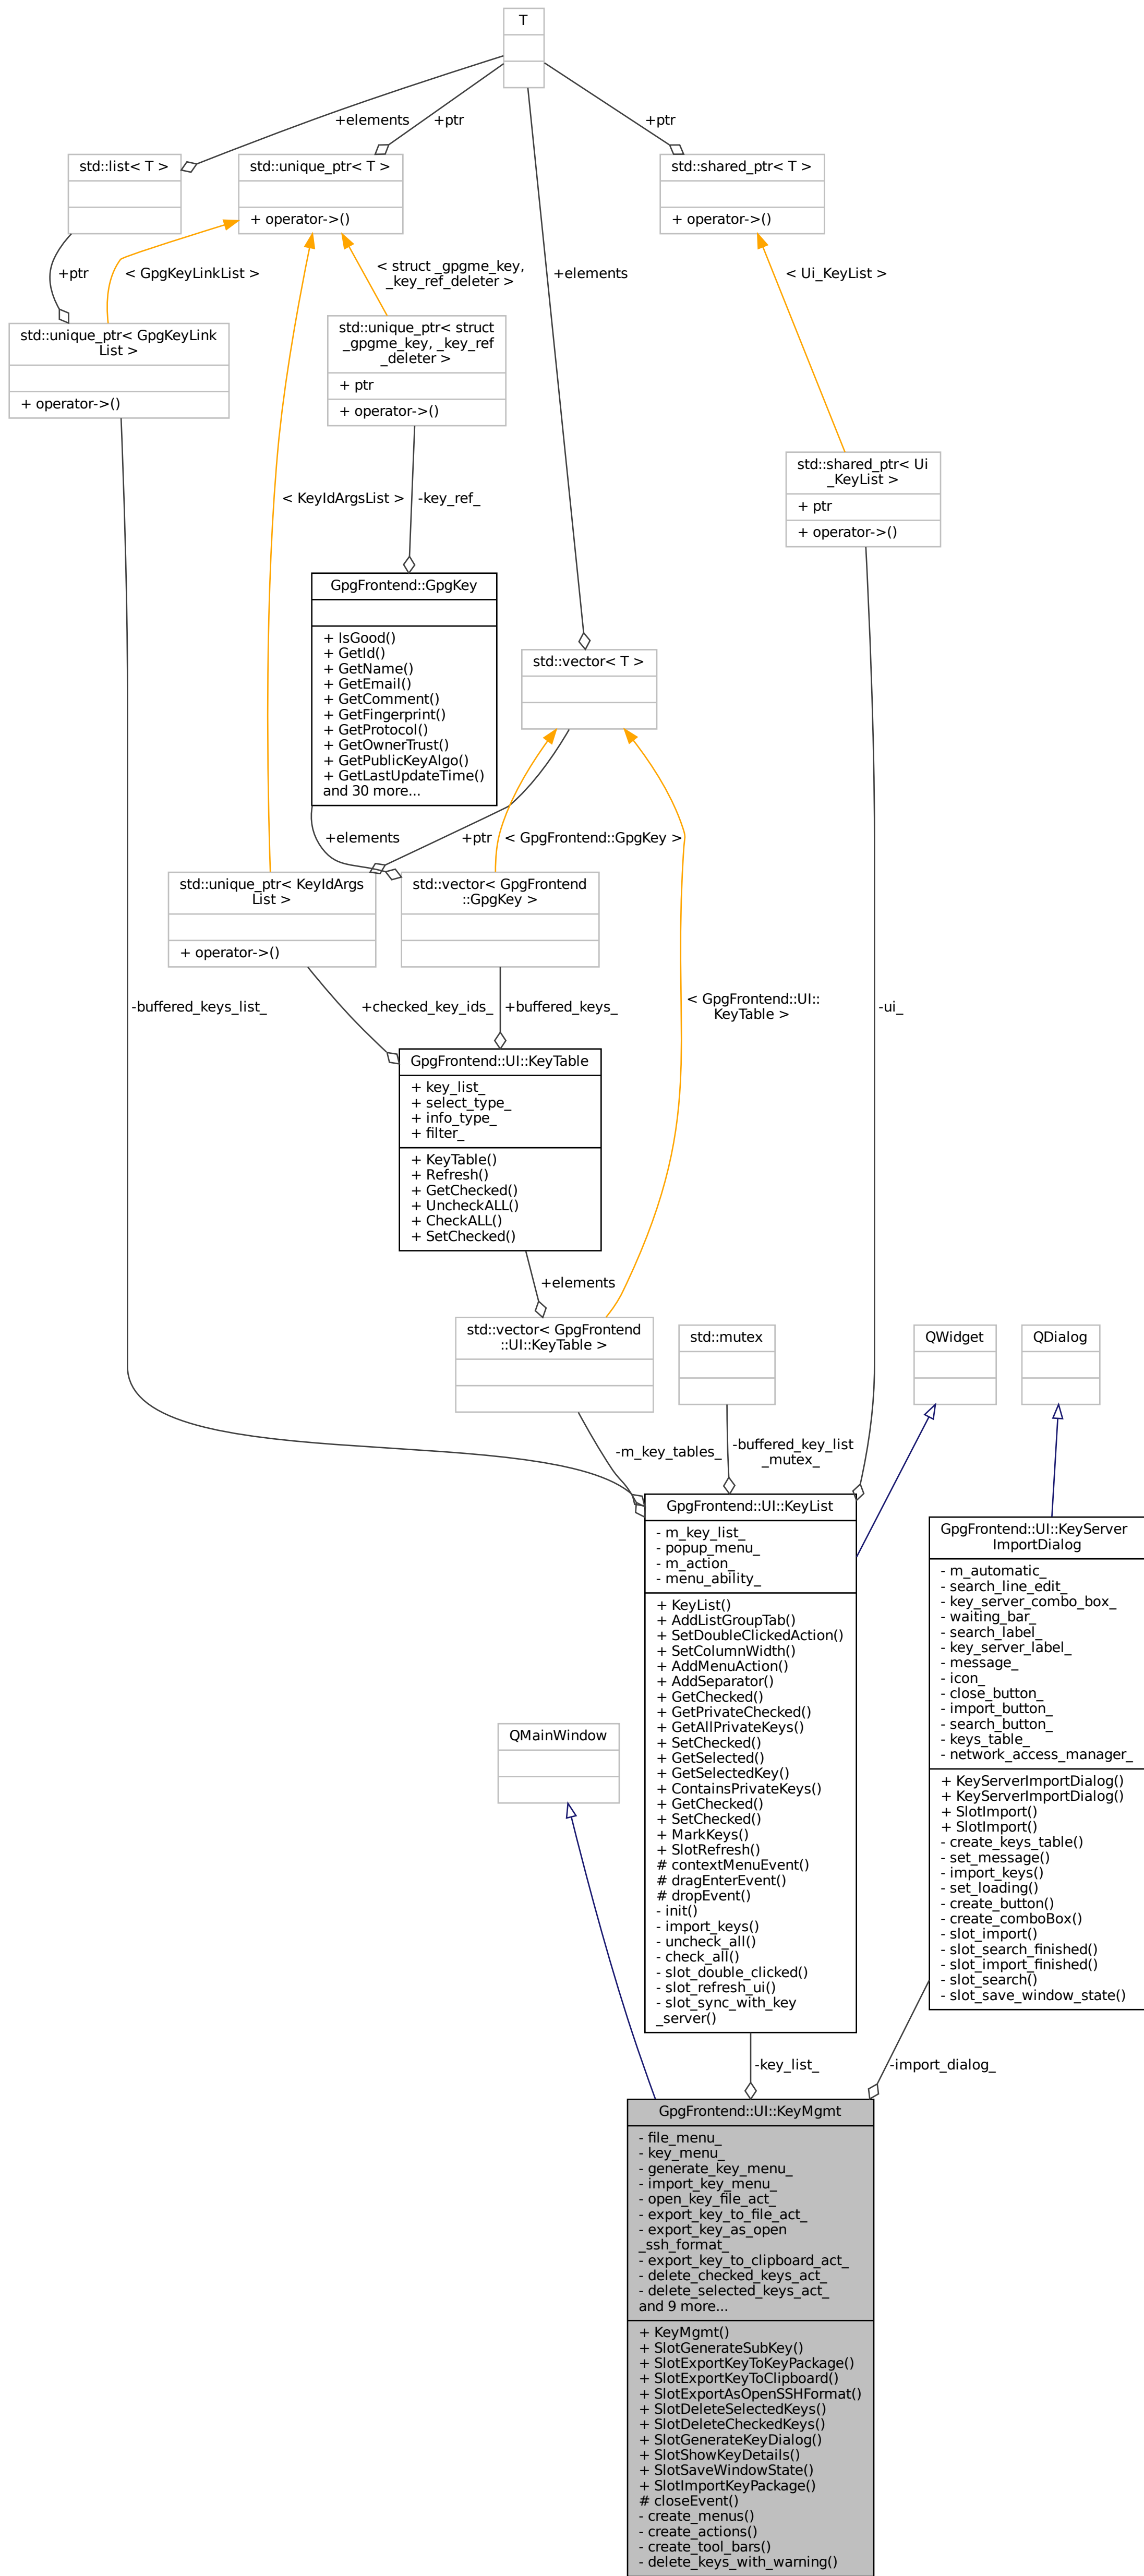 T
+elements
+ptr
+ptr
std::list< T >
std::unique_ptr< T >
+ operator->()
std::shared_ptr< T >
+ operator->()
+ptr
< GpgKeyLinkList >
< struct _gpgme_key,
_key_ref_deleter >
+elements
< Ui_KeyList >
std::unique_ptr< GpgKeyLink
List >
+ operator->()
std::unique_ptr< struct
_gpgme_key, _key_ref
_deleter >
+ ptr
+ operator->()
std::shared_ptr< Ui
_KeyList >
+ ptr
+ operator->()
< KeyIdArgsList >
-key_ref_
GpgFrontend::GpgKey
+ IsGood()
+ GetId()
+ GetName()
+ GetEmail()
+ GetComment()
+ GetFingerprint()
+ GetProtocol()
+ GetOwnerTrust()
+ GetPublicKeyAlgo()
+ GetLastUpdateTime()
and 30 more...
std::vector< T >
+elements
+ptr
< GpgFrontend::GpgKey >
std::unique_ptr< KeyIdArgs
List >
+ operator->()
std::vector< GpgFrontend
::GpgKey >
-buffered_keys_list_
+checked_key_ids_
+buffered_keys_
< GpgFrontend::UI::
KeyTable >
-ui_
GpgFrontend::UI::KeyTable
+ key_list_
+ select_type_
+ info_type_
+ filter_
+ KeyTable()
+ Refresh()
+ GetChecked()
+ UncheckALL()
+ CheckALL()
+ SetChecked()
+elements
std::vector< GpgFrontend
::UI::KeyTable >
std::mutex
QWidget
QDialog
-m_key_tables_
-buffered_key_list
_mutex_
GpgFrontend::UI::KeyList
- m_key_list_
- popup_menu_
- m_action_
- menu_ability_
+ KeyList()
+ AddListGroupTab()
+ SetDoubleClickedAction()
+ SetColumnWidth()
+ AddMenuAction()
+ AddSeparator()
+ GetChecked()
+ GetPrivateChecked()
+ GetAllPrivateKeys()
+ SetChecked()
+ GetSelected()
+ GetSelectedKey()
+ ContainsPrivateKeys()
+ GetChecked()
+ SetChecked()
+ MarkKeys()
+ SlotRefresh()
# contextMenuEvent()
# dragEnterEvent()
# dropEvent()
- init()
- import_keys()
- uncheck_all()
- check_all()
- slot_double_clicked()
- slot_refresh_ui()
- slot_sync_with_key
_server()
GpgFrontend::UI::KeyServer
ImportDialog
- m_automatic_
- search_line_edit_
- key_server_combo_box_
- waiting_bar_
- search_label_
- key_server_label_
- message_
- icon_
- close_button_
- import_button_
- search_button_
- keys_table_
- network_access_manager_
+ KeyServerImportDialog()
+ KeyServerImportDialog()
+ SlotImport()
+ SlotImport()
- create_keys_table()
- set_message()
- import_keys()
- set_loading()
- create_button()
- create_comboBox()
- slot_import()
- slot_search_finished()
- slot_import_finished()
- slot_search()
- slot_save_window_state()
QMainWindow
-key_list_
-import_dialog_
GpgFrontend::UI::KeyMgmt
- file_menu_
- key_menu_
- generate_key_menu_
- import_key_menu_
- open_key_file_act_
- export_key_to_file_act_
- export_key_as_open
_ssh_format_
- export_key_to_clipboard_act_
- delete_checked_keys_act_
- delete_selected_keys_act_
and 9 more...
+ KeyMgmt()
+ SlotGenerateSubKey()
+ SlotExportKeyToKeyPackage()
+ SlotExportKeyToClipboard()
+ SlotExportAsOpenSSHFormat()
+ SlotDeleteSelectedKeys()
+ SlotDeleteCheckedKeys()
+ SlotGenerateKeyDialog()
+ SlotShowKeyDetails()
+ SlotSaveWindowState()
+ SlotImportKeyPackage()
# closeEvent()
- create_menus()
- create_actions()
- create_tool_bars()
- delete_keys_with_warning()